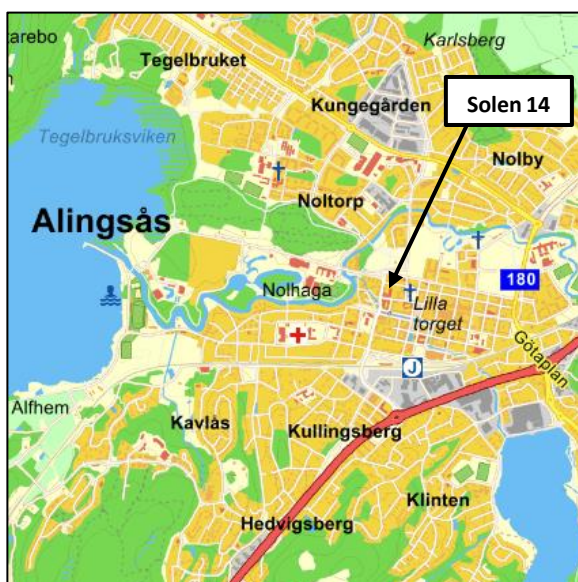 tarebo
Karlsberg
Tegelbruket
Kungegården
Solen 14
Tegelbruksviken
Nolby
Noltorp
Alingsås
180
Nolhaga
Lilla
torget
Götaplan
J
Alfhem
Kavlås
Kullingsberg
Klinten
Hedvigsberg